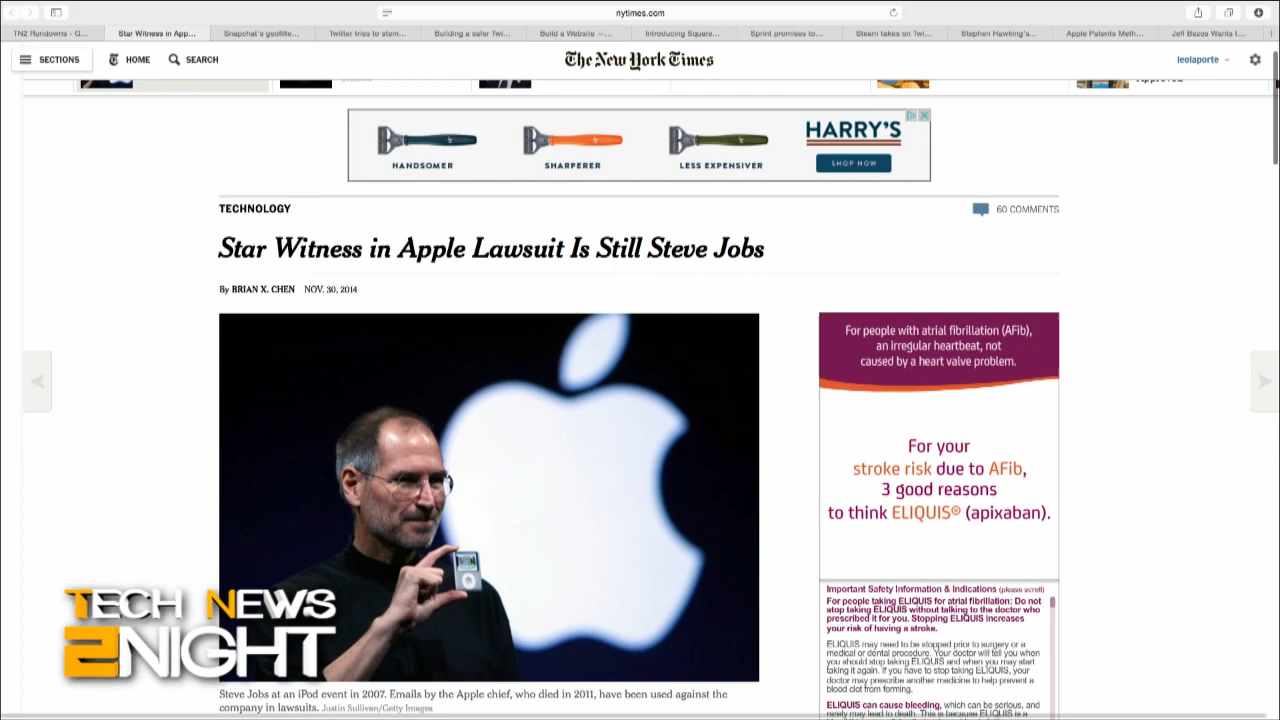 nytimes.com
TN2 Rundowns - G...
Star Witness in App...
Snapchat's geofilte...
Twitter tries to stem...
Building a safer Twi...
Build a Website —...
Introducing Square...
Sprint promises to...
Steam takes on Twi...
Stephen Hawking's...
Apple Patents Meth...
Jeff Bezos Wants t...
SECTIONS
HOME
SEARCH
The New York Times
leolaporte
HANDSOMER
SHARPERER
LESS EXPENSIVER
HARRY'S
SHOP NOW
TECHNOLOGY
60 COMMENTS
Star Witness in Apple Lawsuit Is Still Steve Jobs
By BRIAN X. CHEN NOV. 30, 2014
For people with atrial fibrillation (AFib),
an irregular heartbeat, not
caused by a heart valve problem.
For your
stroke risk due to AFib,
3 good reasons
to think ELIQUIS® (apixaban).
Important Safety Information & Indications (please scroll)
For people taking ELIQUIS for atrial fibrillation: Do not
stop taking ELIQUIS without talking to the doctor who
prescribed it for you. Stopping ELIQUIS increases
your risk of having a stroke.
ELIQUIS may need to be stopped prior to surgery or a
medical or dental procedure. Your doctor will tell you when
you should stop taking ELIQUIS and when you may start
taking it again. If you have to stop taking ELIQUIS, your
doctor may prescribe another medicine to help prevent a
blood clot from forming.
ELIQUIS can cause bleeding, which can be serious, and
rarely may lead to death. This is because ELIQUIS is a
TECH NEWS
2NIGHT
Steve Jobs at an iPod event in 2007. Emails by the Apple chief, who died in 2011, have been used against the
company in lawsuits. Justin Sullivan/Getty Images